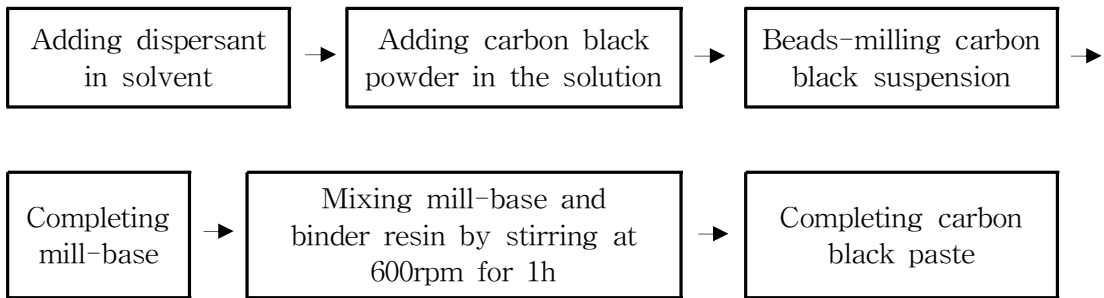 Adding dispersant
in solvent
Adding carbon black
powder in the solution
Beads-milling carbon
black suspension
Completing
mill-base
Mixing mill-base and
binder resin by stirring at
600rpm for 1h
Completing carbon
black paste